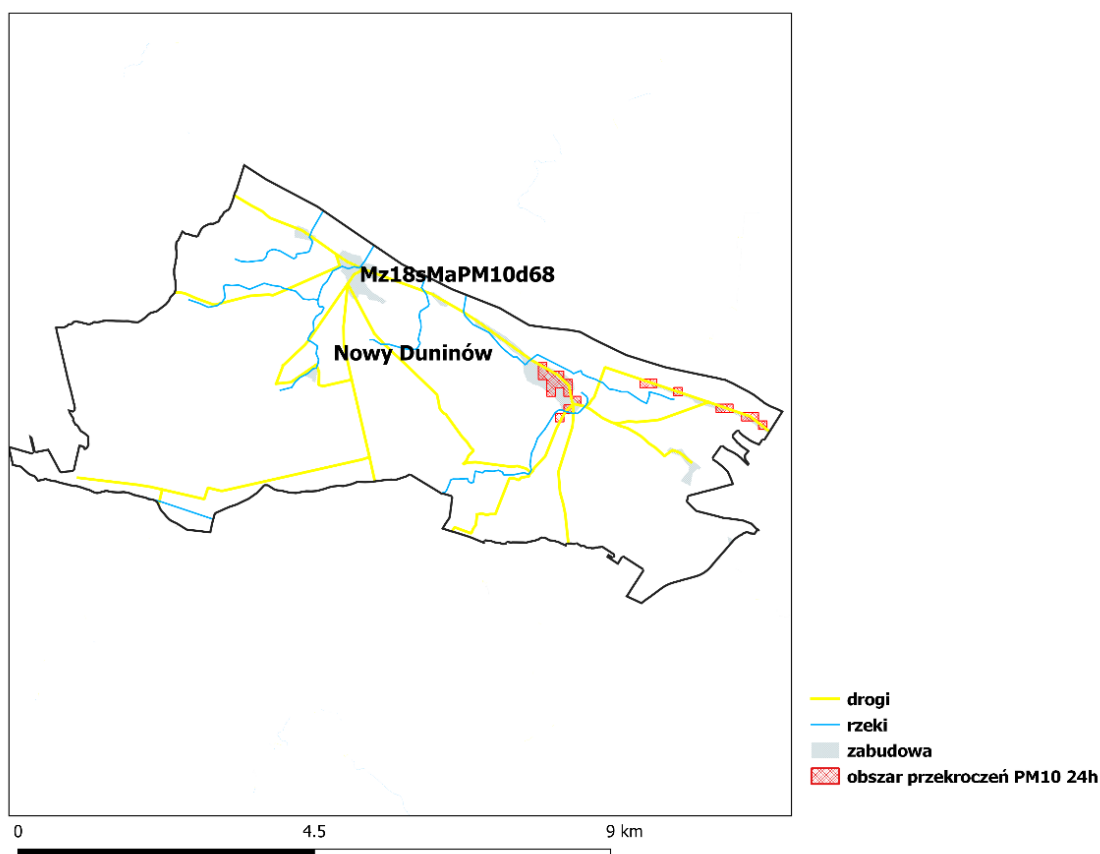 Mz18sMaPM10d68
Nowy Duninów
drogi
rzeki
zabudowa
obszar przekroczeń PM10 24h
0 4.5 9 km